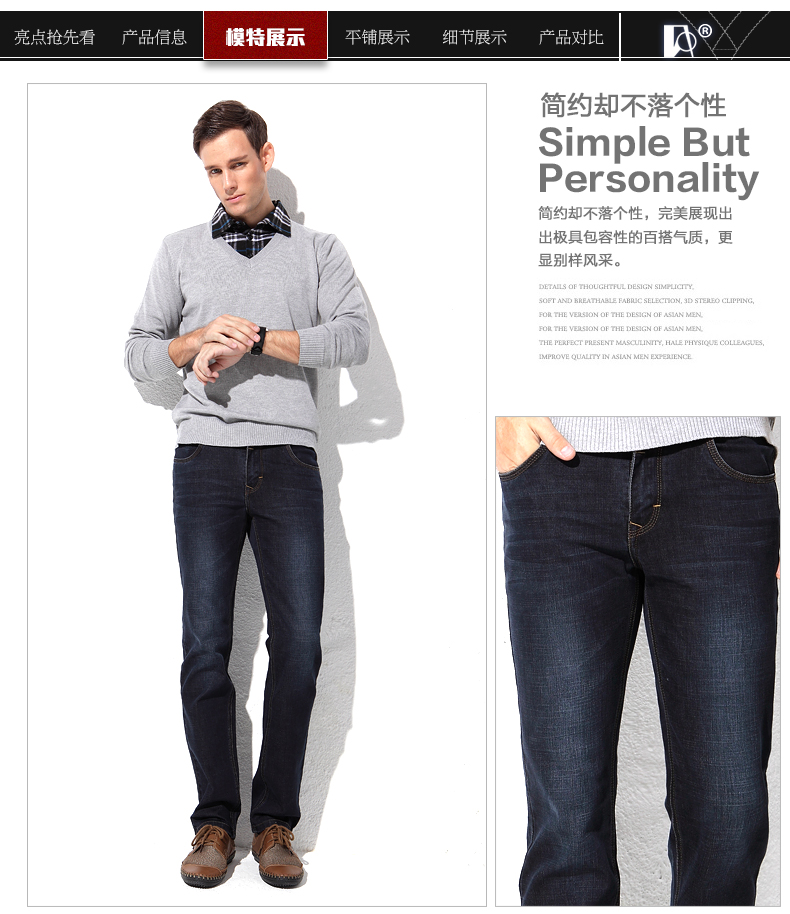 亮点抢先看 产品信息 模特展示 平铺展示 细节展示 产品对比
®
简约却不落个性
Simple But
Personality
简约却不落个性，完美展现出
出极具包容性的百搭气质，更
显别样风采。
DETAILS OF THOUGHTFUL DESIGN SIMPLICITY,
SOFT AND BREATHABLE FABRIC SELECTION, 3D STEREO CLIPPING,
FOR THE VERSION OF THE DESIGN OF ASIAN MEN,
FOR THE VERSION OF THE DESIGN OF ASIAN MEN,
THE PERFECT PRESENT MASCULINITY, HALE PHYSIQUE COLLEAGUES,
IMPROVE QUALITY IN ASIAN MEN EXPERIENCE.